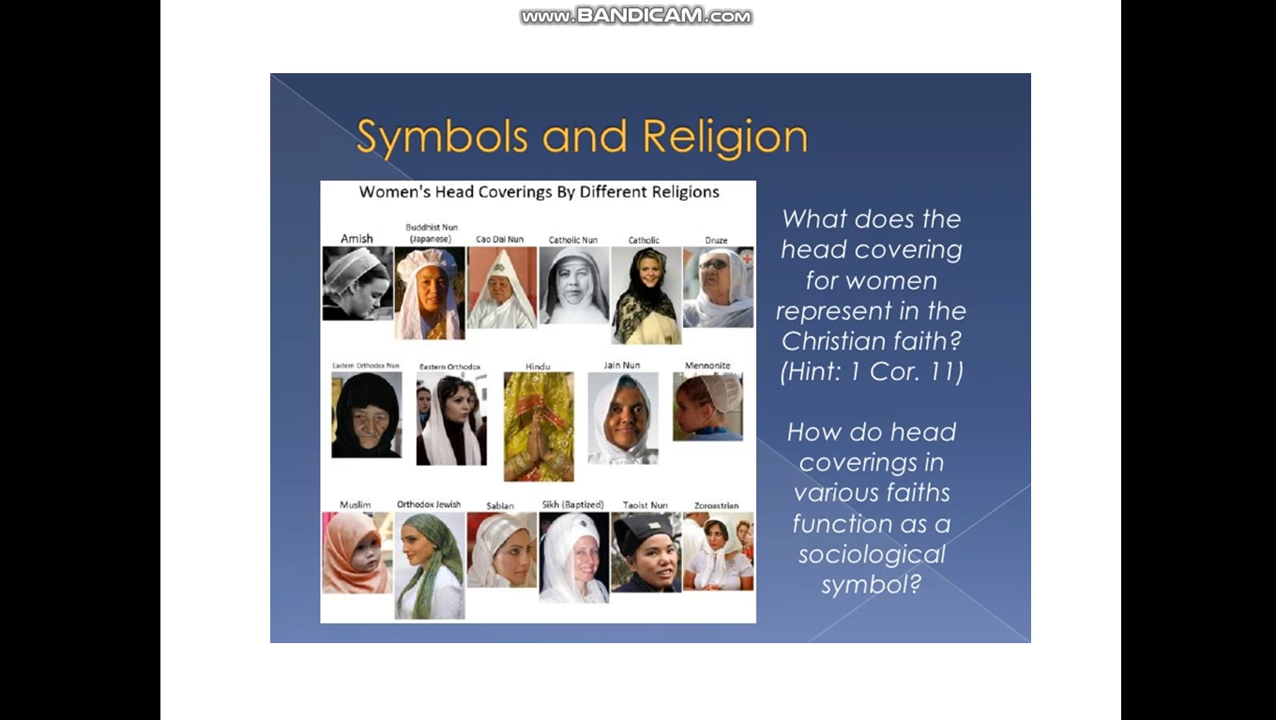 www.BANDICAM.com
Symbols and Religion
Women's Head Coverings By Different Religions
Amish
Buddhist Nun
(Japanese)
Cao Dai Nun
Catholic Nun
Catholic
Druze
Eastern Orthodox Nun
Eastern Orthodox
Hindu
Jain Nun
Mennonite
Muslim
Orthodox Jewish
Sabian
Sikh (Baptized)
Taoist Nun
Zoroastrian
What does the
head covering
for women
represent in the
Christian faith?
(Hint: 1 Cor. 11)
How do head
coverings in
various faiths
function as a
sociological
symbol?